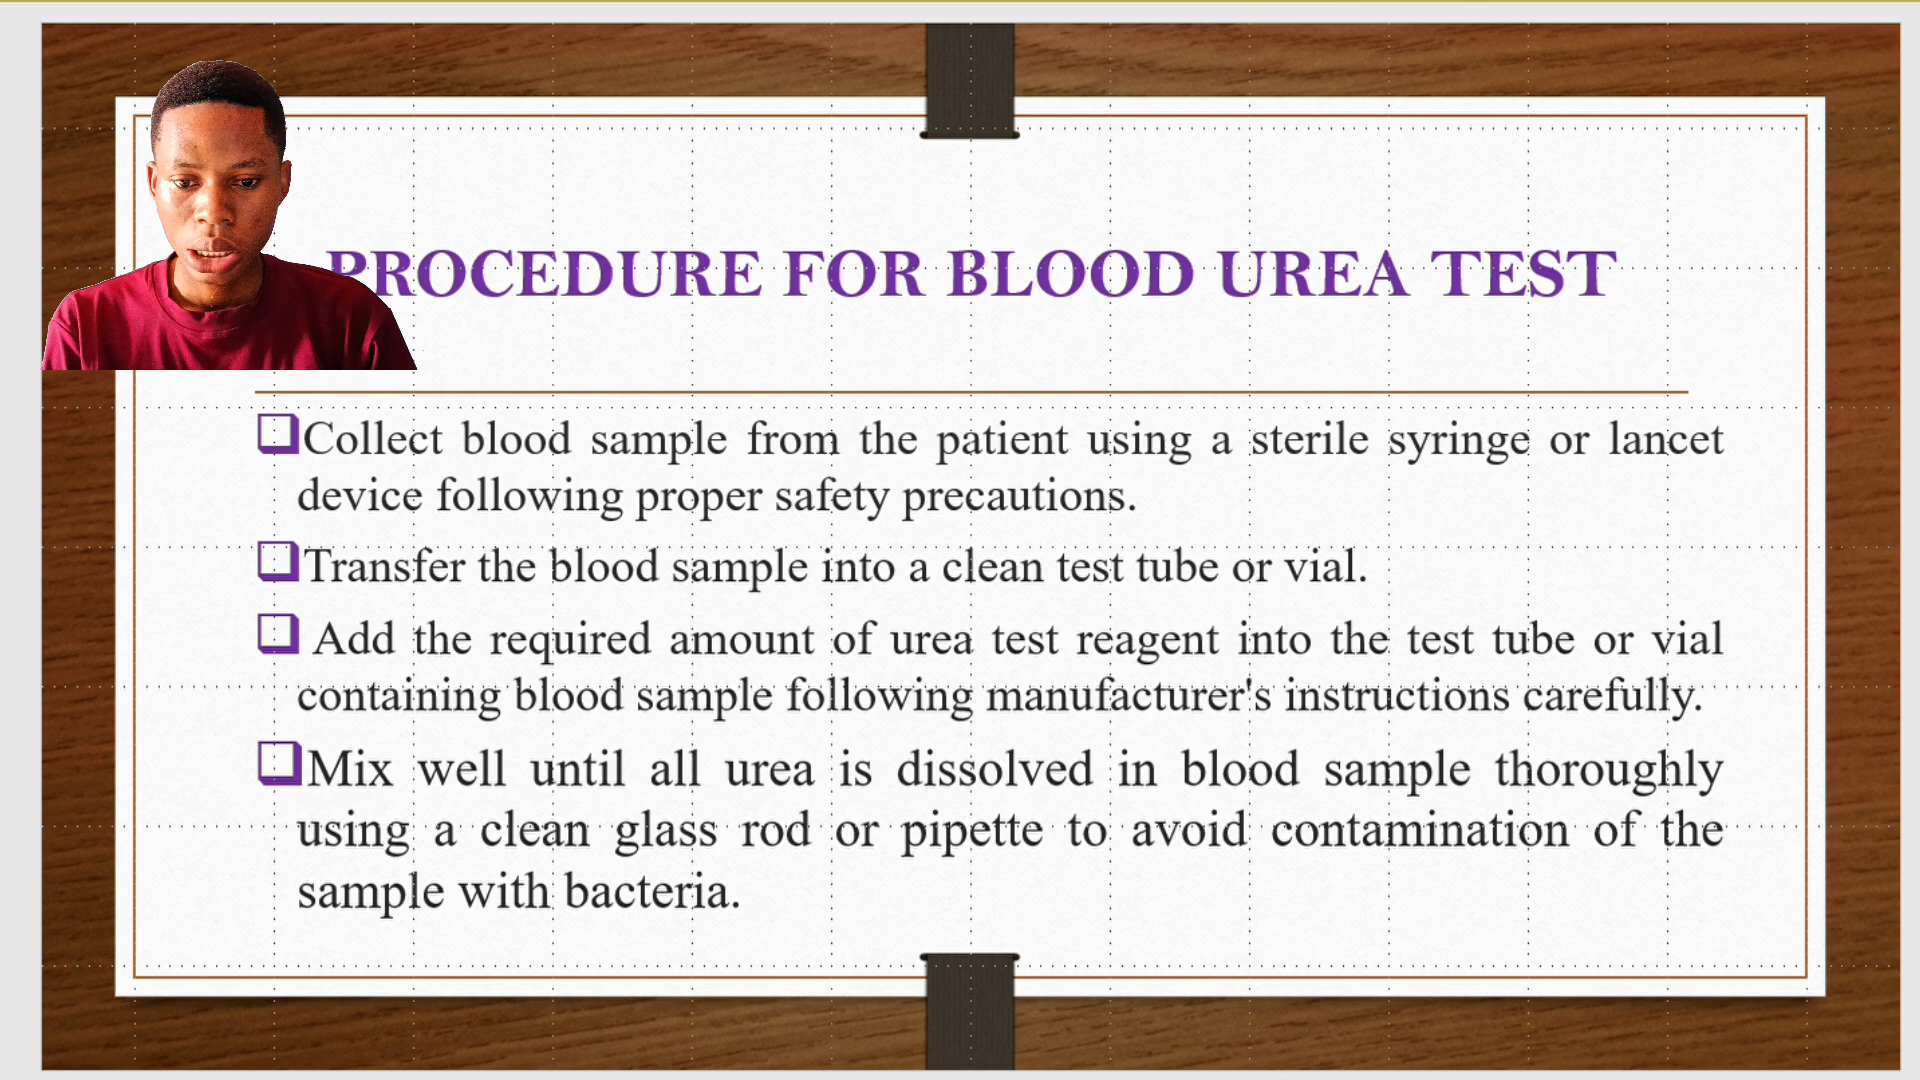 PROCEDURE FOR BLOOD UREA TEST
Collect blood sample from the patient using a sterile syringe or lancet
device following proper safety precautions.
Transfer the blood sample into a clean test tube or vial.
Add the required amount of urea test reagent into the test tube or vial
containing blood sample following manufacturer's instructions carefully.
Mix well until all urea is dissolved in blood sample thoroughly
using a clean glass rod or pipette to avoid contamination of the
sample with bacteria.